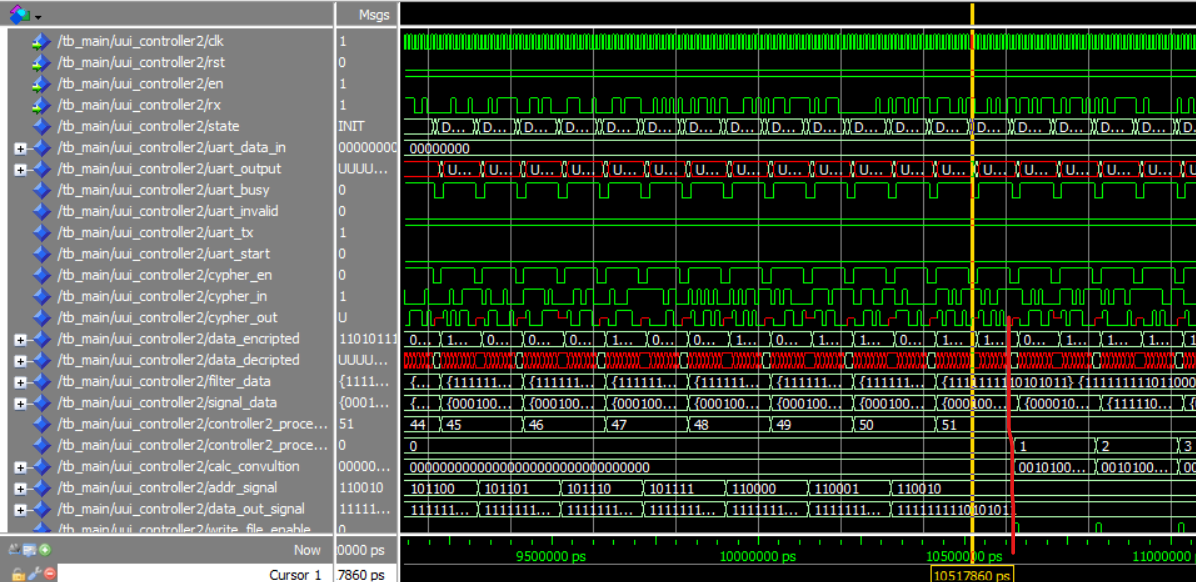 Msgs
/tb_main/uui_controller2/clk 1
/tb_main/uui_controller2/rst 0
/tb_main/uui_controller2/en 1
/tb_main/uui_controller2/rx 1
/tb_main/uui_controller2/state INIT D... D... D... D... D... D... D... D... D... D... D... D... D... D... D... D... D... D...
/tb_main/uui_controller2/uart_data_in 00000000 00000000
/tb_main/uui_controller2/uart_output UUUU... U... U... U... U... U... U... U... U... U... U... U... U... U... U... U... U... U... U...
/tb_main/uui_controller2/uart_busy 0
/tb_main/uui_controller2/uart_invalid 0
/tb_main/uui_controller2/uart_tx 1
/tb_main/uui_controller2/uart_start 0
/tb_main/uui_controller2/cypher_en 0
/tb_main/uui_controller2/cypher_in 1
/tb_main/uui_controller2/cypher_out U
/tb_main/uui_controller2/data_encripted 11010111 0... 1... 0... 0... 0... 1... 0... 0... 1... 0... 1... 0... 0... 1... 1... 0... 1... 1... 1... 1
/tb_main/uui_controller2/data_decripted UUUU...
/tb_main/uui_controller2/filter_data {1111... {... {111111... {111111... {111111... {111111... {111111... {111111... {1111111110101011} {1111111111011000
/tb_main/uui_controller2/signal_data {0001... {... {000100... {000100... {000100... {000100... {000100... {000100... {000100... {000010... {111110... {
/tb_main/uui_controller2/controller2_proce... 51 44 45 46 47 48 49 50 51
/tb_main/uui_controller2/controller2_proce... 0 0 1 2 3
/tb_main/uui_controller2/calc_convultion 00000... 00000000000000000000000000000000 0010100... 0010100... 00
/tb_main/uui_controller2/addr_signal 110010 101100 101101 101110 101111 110000 110001 110010
/tb_main/uui_controller2/data_out_signal 11111... 1111111... 1111111... 1111111... 1111111... 1111111... 1111111... 1111111111010101
/tb_main/uui_controller2/write_file_enable 0
Now 0000 ps 9500000 ps 10000000 ps 10500000 ps 11000000
Cursor 1 7860 ps 10517860 ps